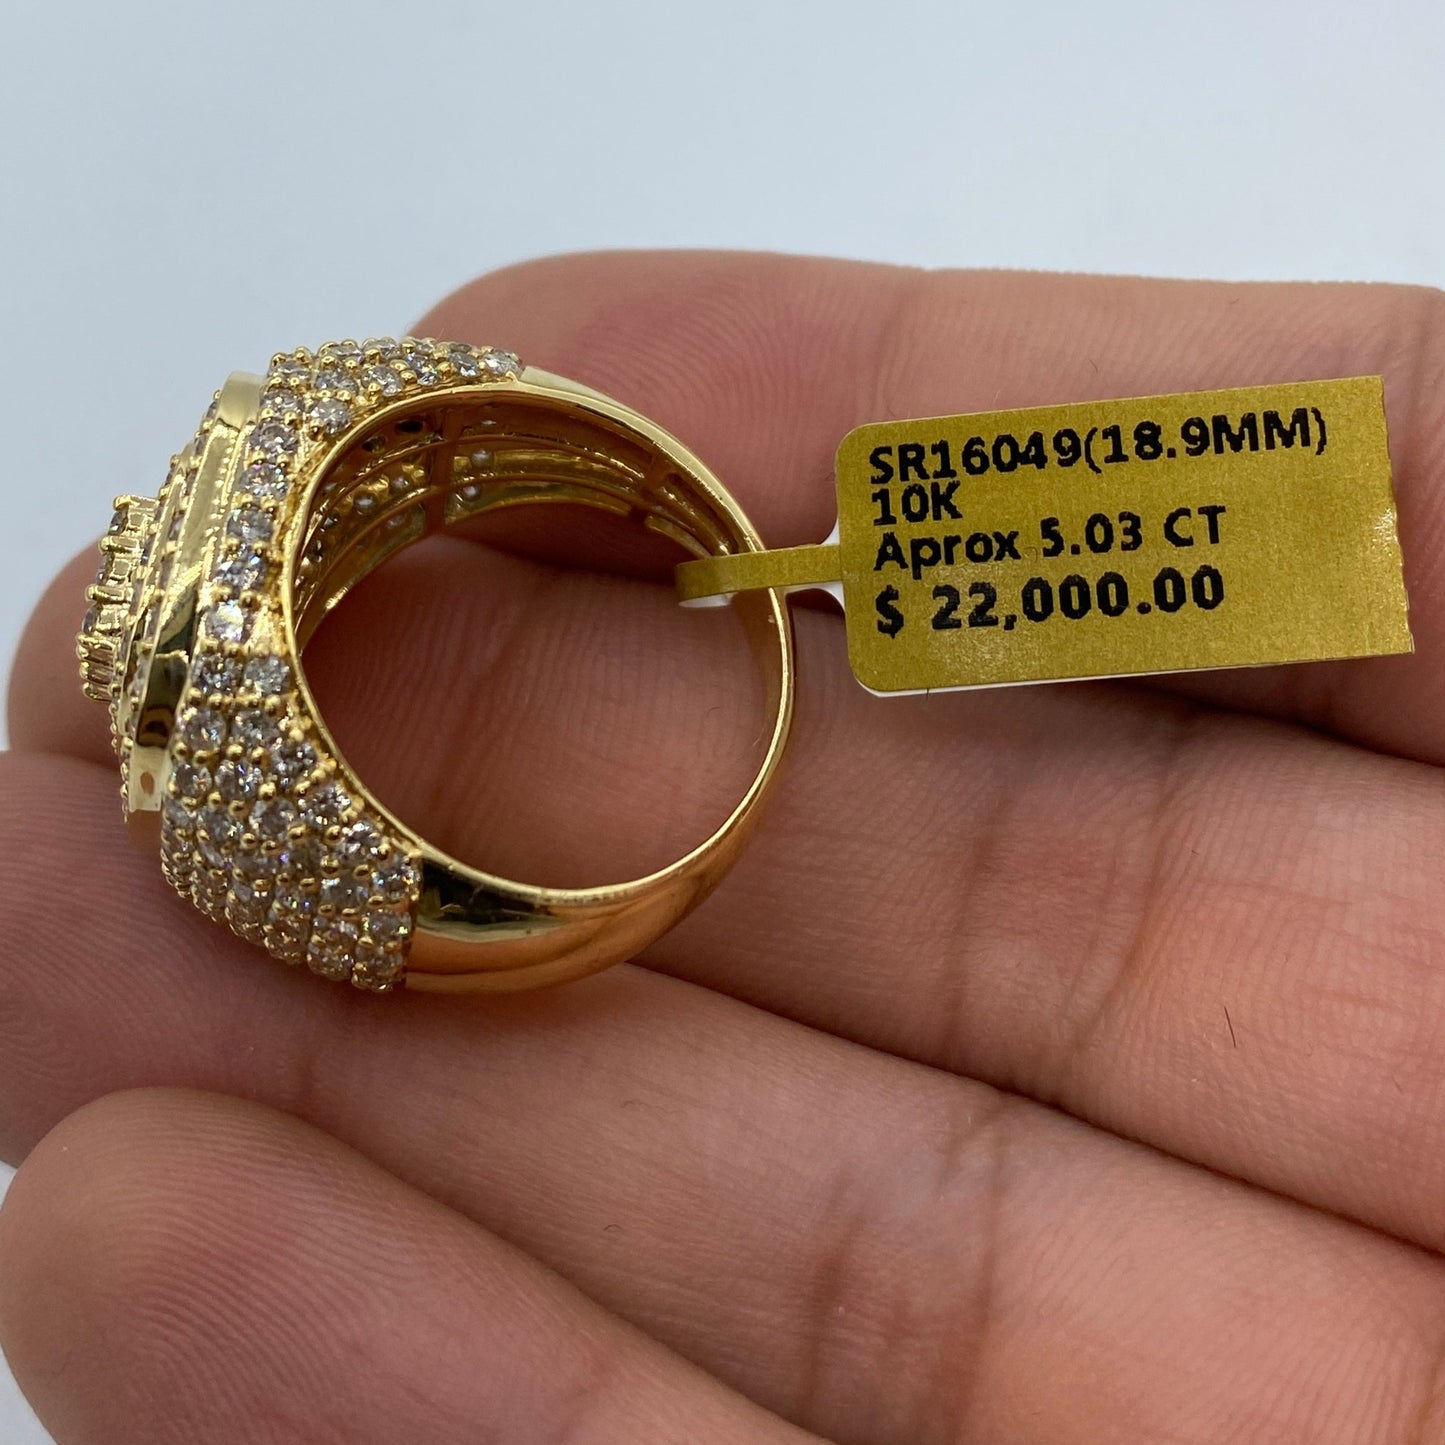 SR16049(18.9MM)
10K
Aprox 5.03 CT
$ 22,000.00